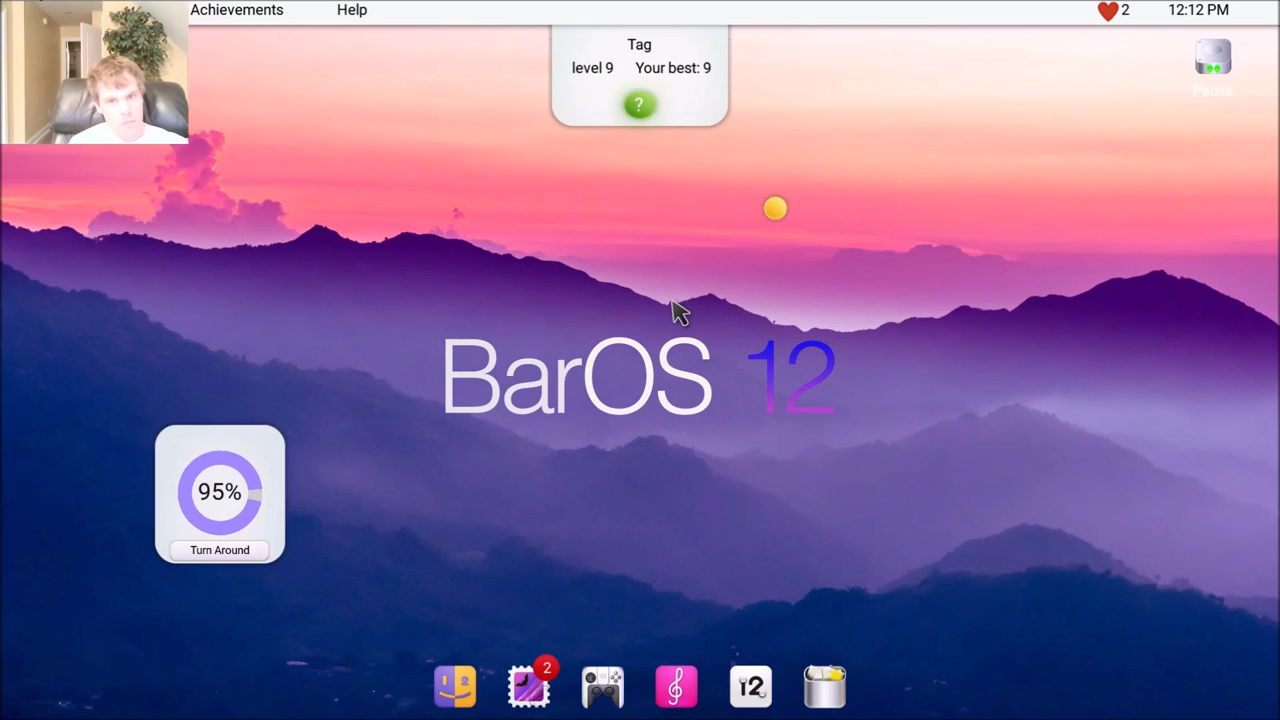 Achievements
Help
2
12:12 PM
Tag
level 9
Your best: 9
?
Pause
BarOS 12
95%
Turn Around
2
12